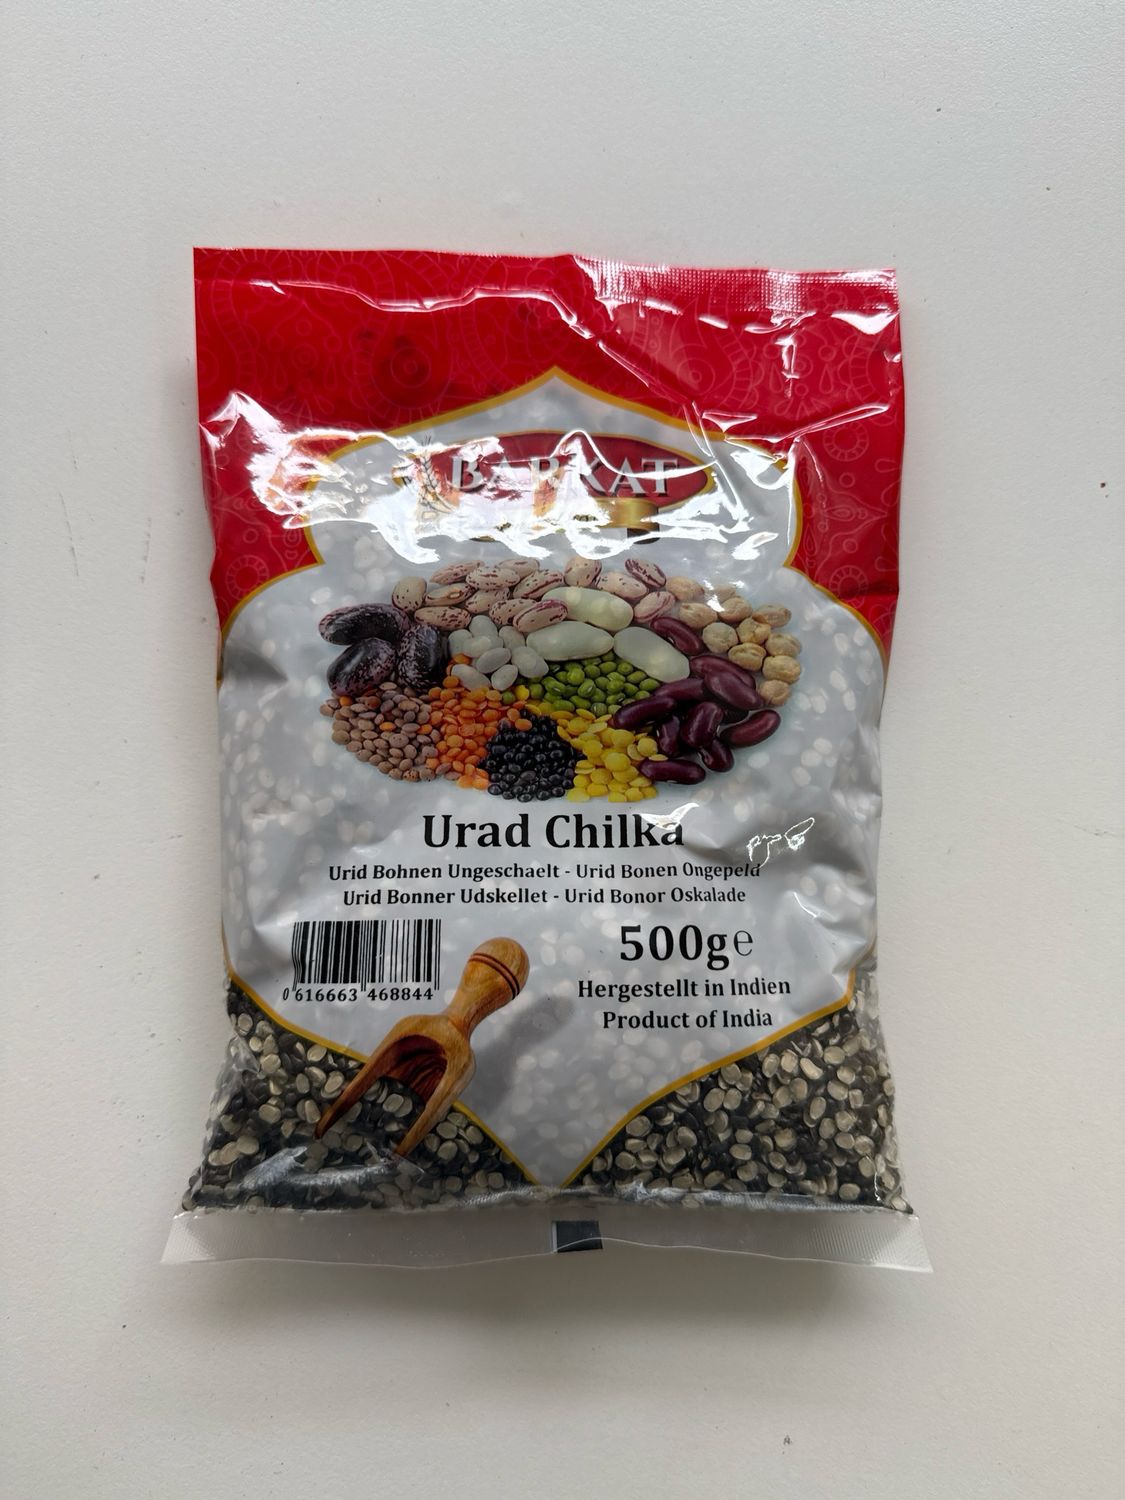 BARKAT
Urad Chilka
Urid Bohnen Ungeschaelt - Urid Bonen Ongepeld
Urid Bonner Udskellet - Urid Bonor Oskalade
500g℮
0 616663 468844
Hergestellt in Indien
Product of India